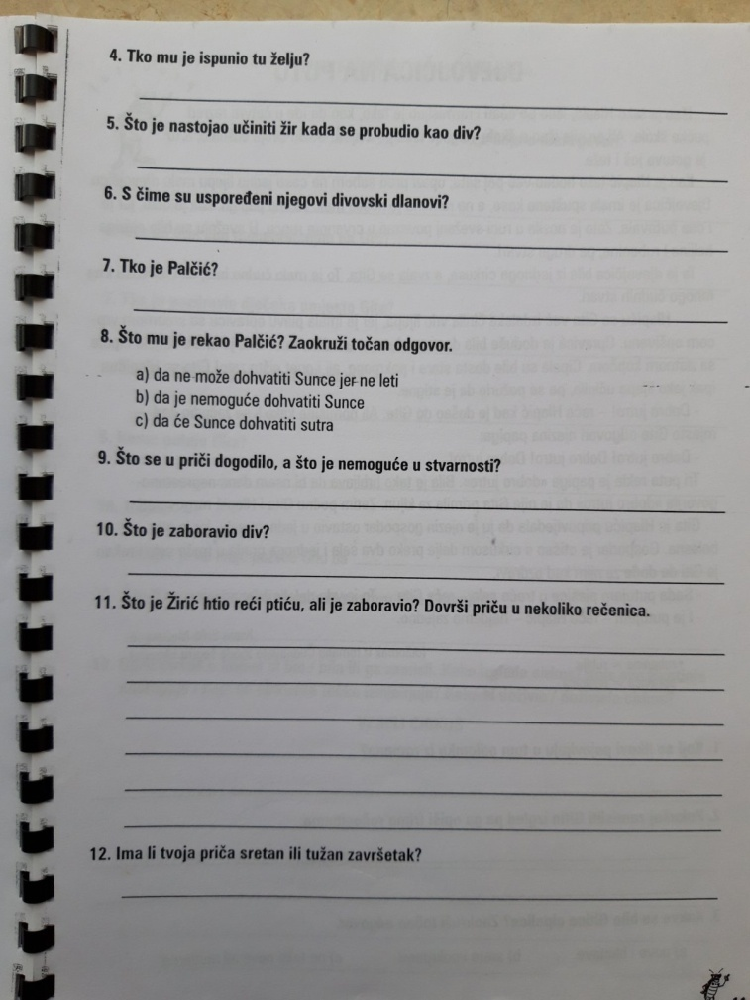 4. Tko mu je ispunio tu želju?
5. Što je nastojao učiniti žir kada se probudio kao div?
6. S čime su uspoređeni njegovi divovski dlanovi?
7. Tko je Palčić?
8. Što mu je rekao Palčić? Zaokruži točan odgovor.
a) da ne može dohvatiti Sunce jer ne leti
b) da je nemoguće dohvatiti Sunce
c) da će Sunce dohvatiti sutra
9. Što se u priči dogodilo, a što je nemoguće u stvarnosti?
10. Što je zaboravio div?
11. Što je Žirić htio reći ptiću, ali je zaboravio? Dovrši priču u nekoliko rečenica.
12. Ima li tvoja priča sretan ili tužan završetak?